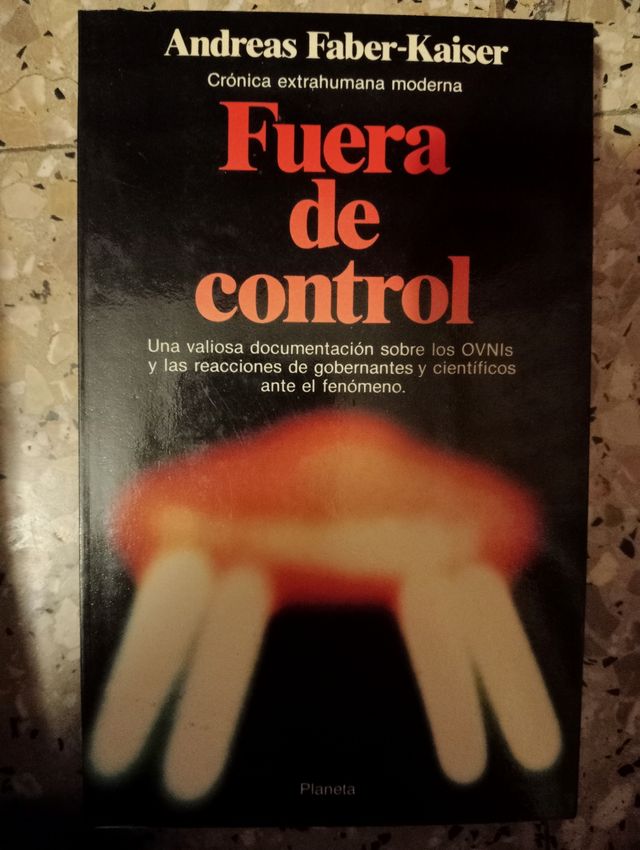 Andreas Faber-Kaiser
Crónica extrahumana moderna
Fuera
de
control
Una valiosa documentación sobre los OVNIs
y las reacciones de gobernantes y científicos
ante el fenómeno.
Planeta